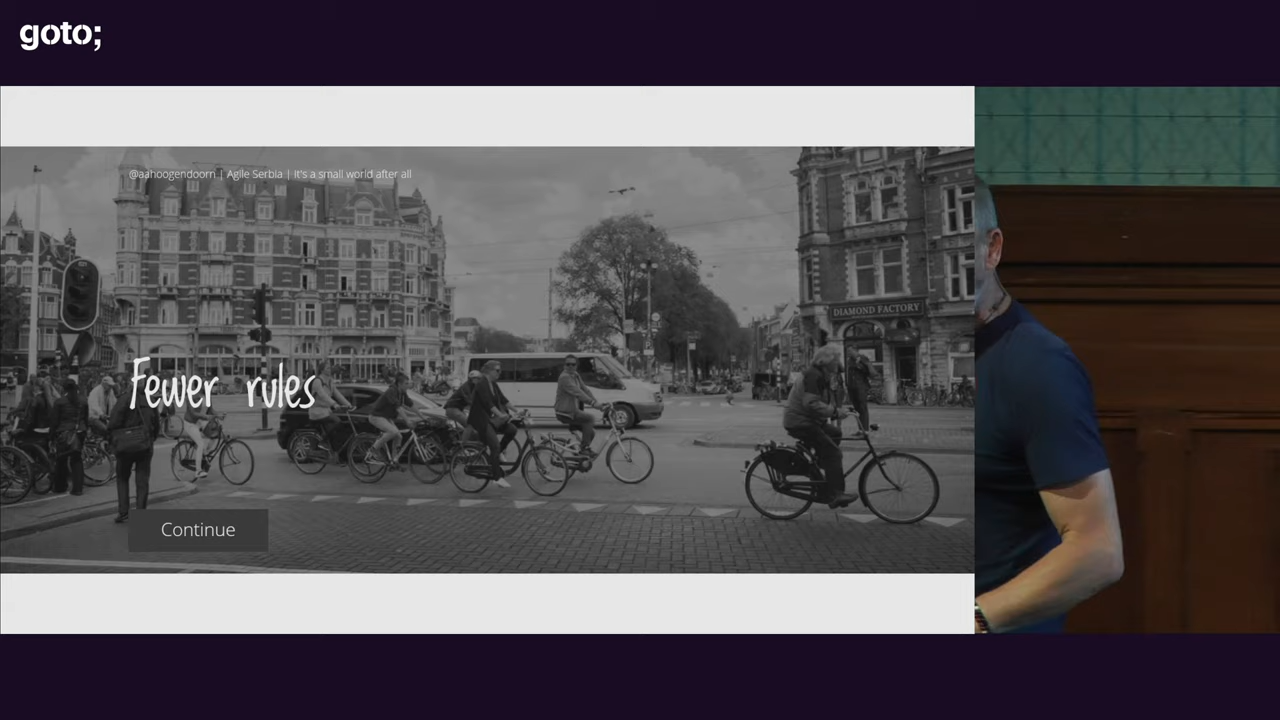 goto;
@aahoogendoorn | Agile Serbia | It's a small world after all
DIAMOND FACTORY
Fewer rules
Continue